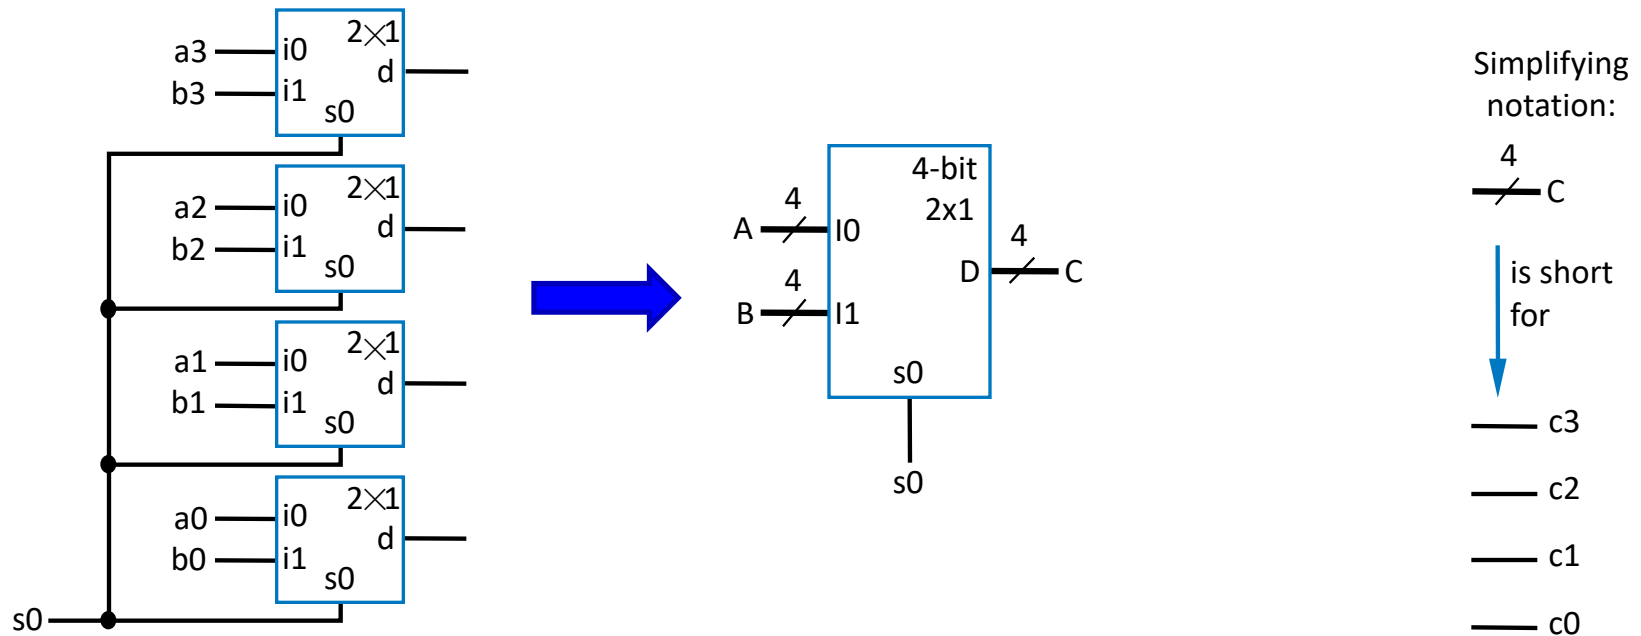 2×1
a3 i0
d
b3 i1
s0
2×1
a2 i0
d
b2 i1
s0
2×1
a1 i0
d
b1 i1
s0
2×1
a0 i0
d
b0 i1
s0
s0
4-bit
2x1
4
A I0
4
D C
4
B I1
s0
s0
Simplifying
notation:
4
C
is short
for
c3
c2
c1
c0